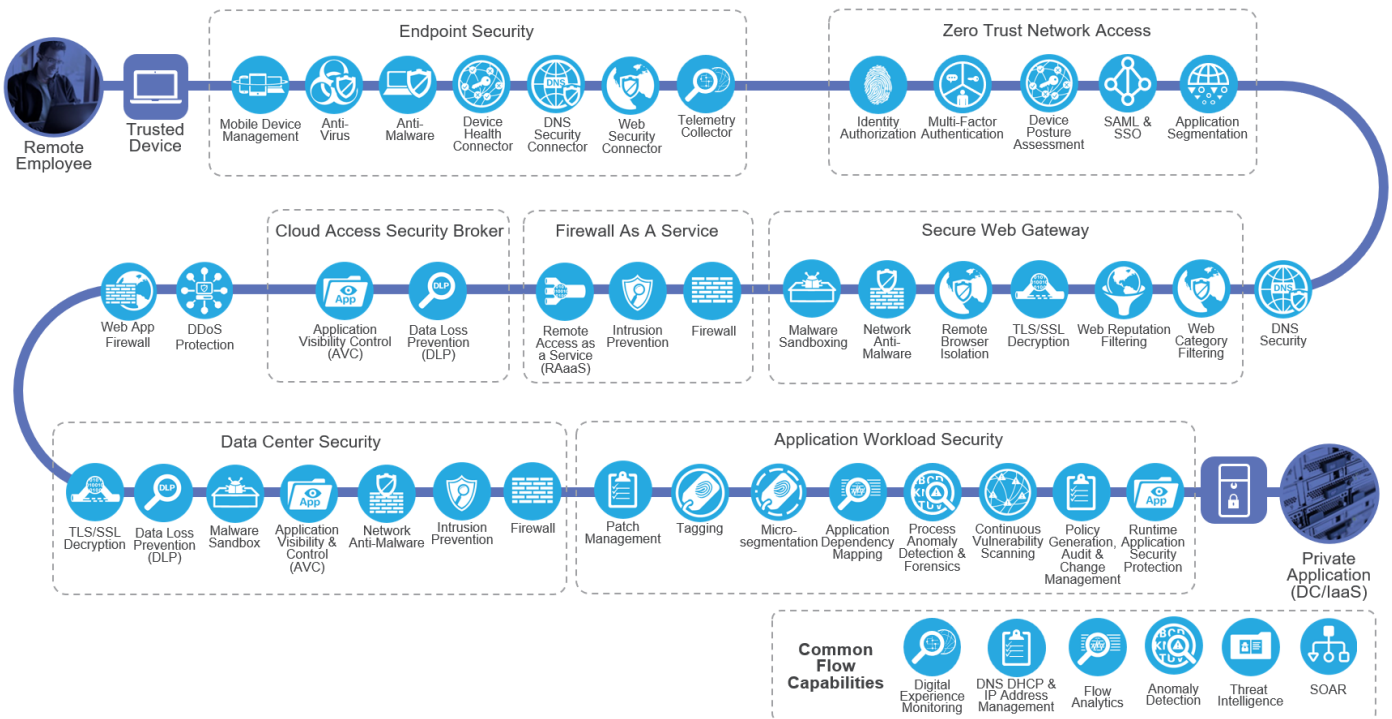 Endpoint Security
Zero Trust Network Access
Remote
Employee
Trusted
Device
DNS
Mobile Device
Management
Anti-
Virus
Anti-
Malware
Device
Health
Connector
DNS
Security
Connector
Web
Security
Connector
Telemetry
Collector
Identity
Authorization
Multi-Factor
Authentication
Device
Posture
Assessment
SAML &
SSO
Application
Segmentation
Cloud Access Security Broker
Firewall As A Service
Secure Web Gateway
App
DLP
DNS
Web App
Firewall
DDoS
Protection
Application
Visibility Control
(AVC)
Data Loss
Prevention
(DLP)
Remote
Access as
a Service
(RAaaS)
Intrusion
Prevention
Firewall
Malware
Sandboxing
Network
Anti-
Malware
Remote
Browser
Isolation
TLS/SSL
Decryption
Web Reputation
Filtering
Web
Category
Filtering
DNS
Security
Data Center Security
Application Workload Security
DLP
App
App
TLS/SSL
Decryption
Data Loss
Prevention
(DLP)
Malware
Sandbox
Application
Visibility &
Control
(AVC)
Network
Anti-Malware
Intrusion
Prevention
Firewall
Patch
Management
Tagging
Micro-
segmentation
Application
Dependency
Mapping
Process
Anomaly
Detection &
Forensics
Continuous
Vulnerability
Scanning
Policy
Generation,
Audit &
Change
Management
Runtime
Application
Security
Protection
Private
Application
(DC/IaaS)
Common
Flow
Capabilities
Digital
Experience
Monitoring
DNS DHCP &
IP Address
Management
Flow
Analytics
Anomaly
Detection
Threat
Intelligence
SOAR